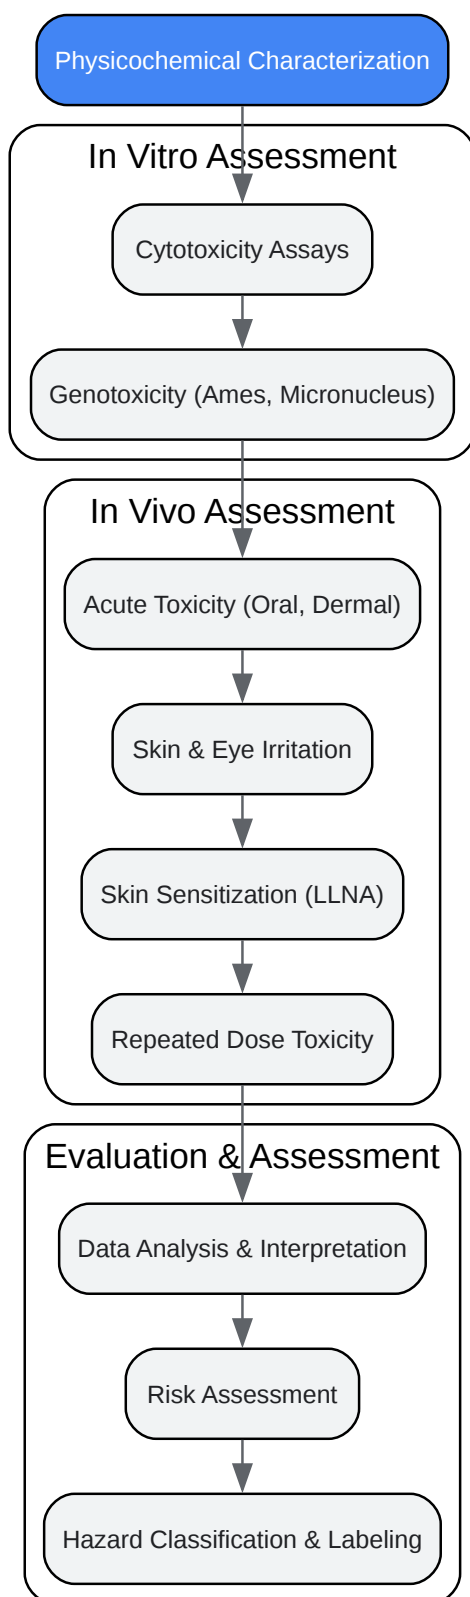 Physicochemical Characterization
In Vitro Assessment
Cytotoxicity Assays
Genotoxicity (Ames, Micronucleus)
In Vivo Assessment
Acute Toxicity (Oral, Dermal)
Skin & Eye Irritation
Skin Sensitization (LLNA)
Repeated Dose Toxicity
Evaluation & Assessment
Data Analysis & Interpretation
Risk Assessment
Hazard Classification & Labeling